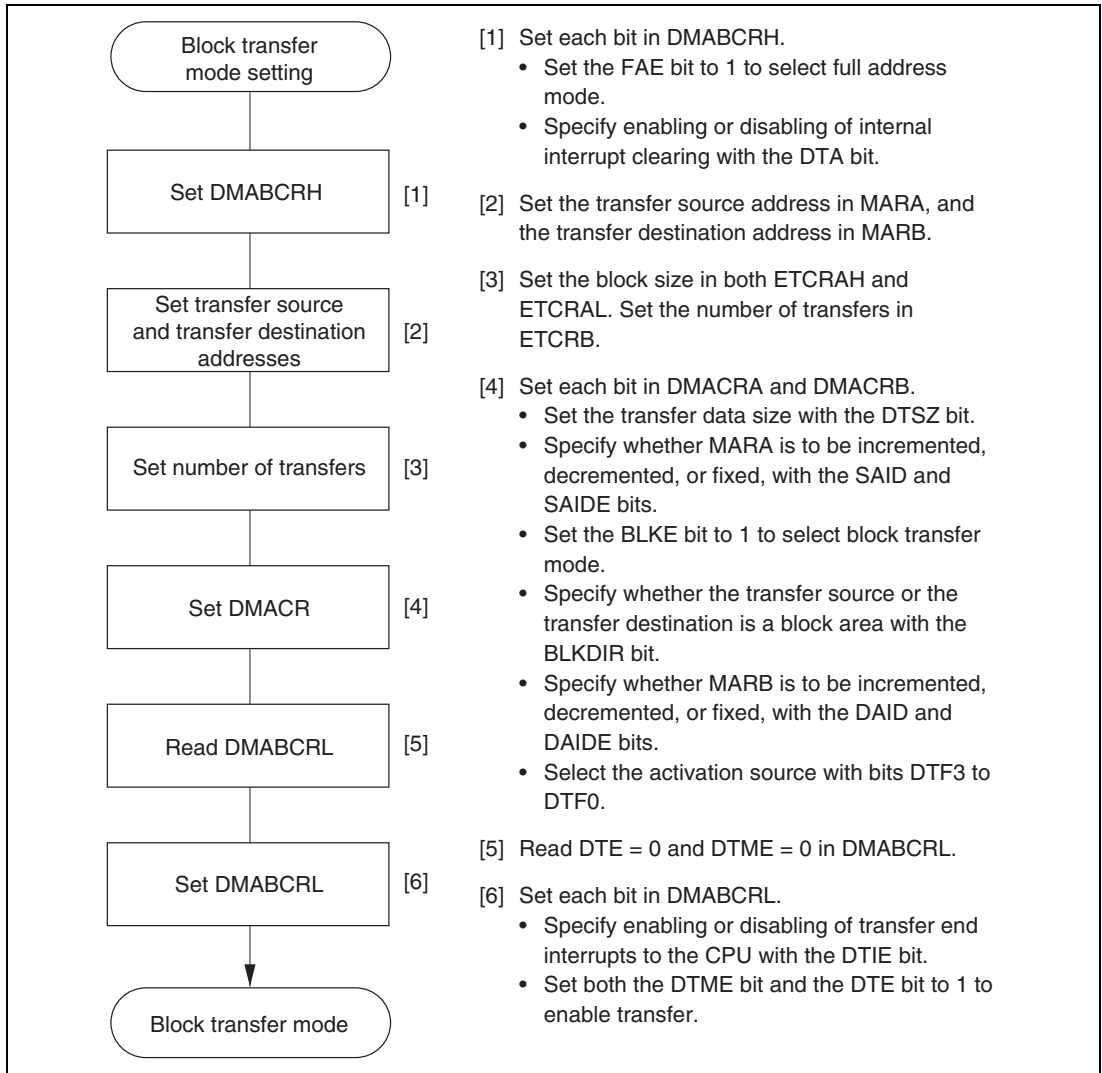 Block transfer
mode setting
Set DMABCRH
[1]
Set transfer source
and transfer destination
addresses
[2]
Set number of transfers
[3]
Set DMACR
[4]
Read DMABCRL
[5]
Set DMABCRL
[6]
Block transfer mode
[1] Set each bit in DMABCRH.
• Set the FAE bit to 1 to select full address
mode.
• Specify enabling or disabling of internal
interrupt clearing with the DTA bit.
[2] Set the transfer source address in MARA, and
the transfer destination address in MARB.
[3] Set the block size in both ETCRAH and
ETCRAL. Set the number of transfers in
ETCRB.
[4] Set each bit in DMACRA and DMACRB.
• Set the transfer data size with the DTSZ bit.
• Specify whether MARA is to be incremented,
decremented, or fixed, with the SAID and
SAIDE bits.
• Set the BLKE bit to 1 to select block transfer
mode.
• Specify whether the transfer source or the
transfer destination is a block area with the
BLKDIR bit.
• Specify whether MARB is to be incremented,
decremented, or fixed, with the DAID and
DAIDE bits.
• Select the activation source with bits DTF3 to
DTF0.
[5] Read DTE = 0 and DTME = 0 in DMABCRL.
[6] Set each bit in DMABCRL.
• Specify enabling or disabling of transfer end
interrupts to the CPU with the DTIE bit.
• Set both the DTME bit and the DTE bit to 1 to
enable transfer.